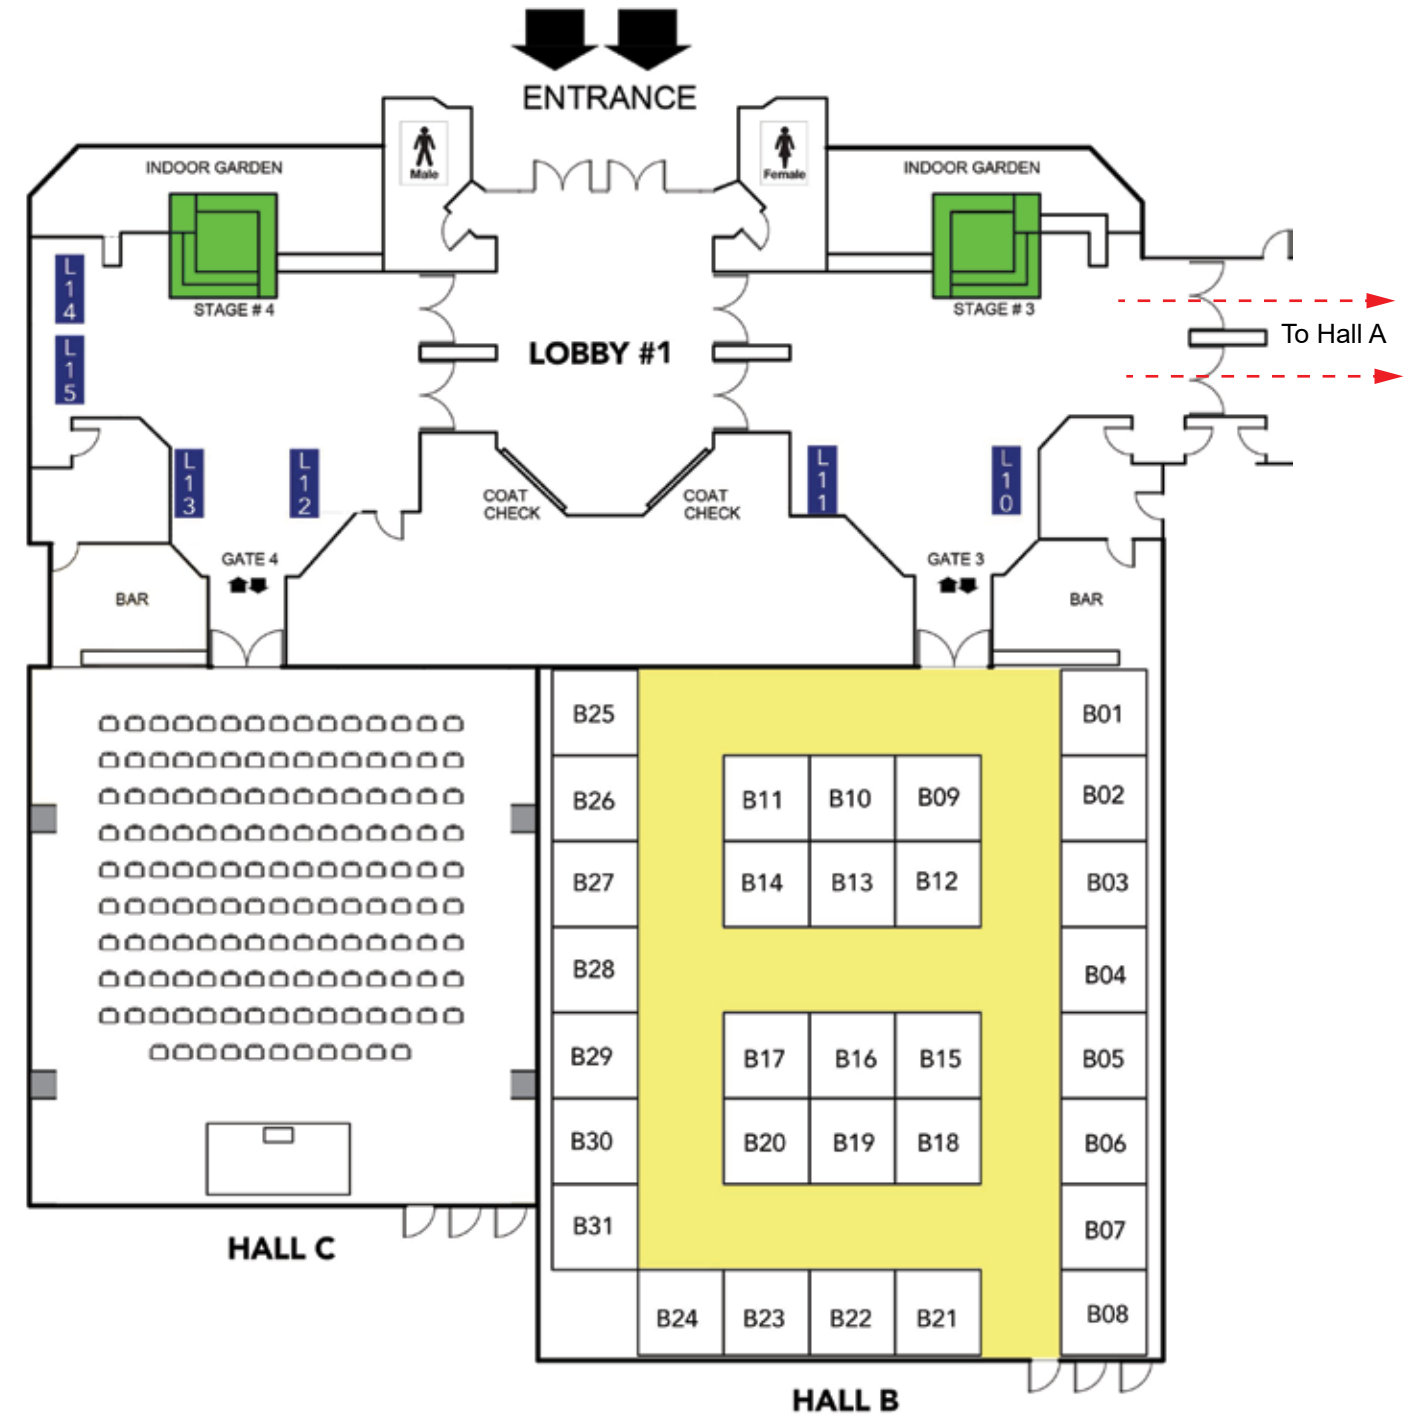 ENTRANCE
Male
Female
INDOOR GARDEN
INDOOR GARDEN
STAGE # 4
STAGE # 3
L14
L15
LOBBY #1
To Hall A
L13
L12
L11
L10
COAT
CHECK
COAT
CHECK
GATE 4
GATE 3
BAR
BAR
B25
B01
B26
B11
B10
B09
B02
B27
B14
B13
B12
B03
B28
B04
B29
B17
B16
B15
B05
B30
B20
B19
B18
B06
B31
B07
B24
B23
B22
B21
B08
HALL C
HALL B